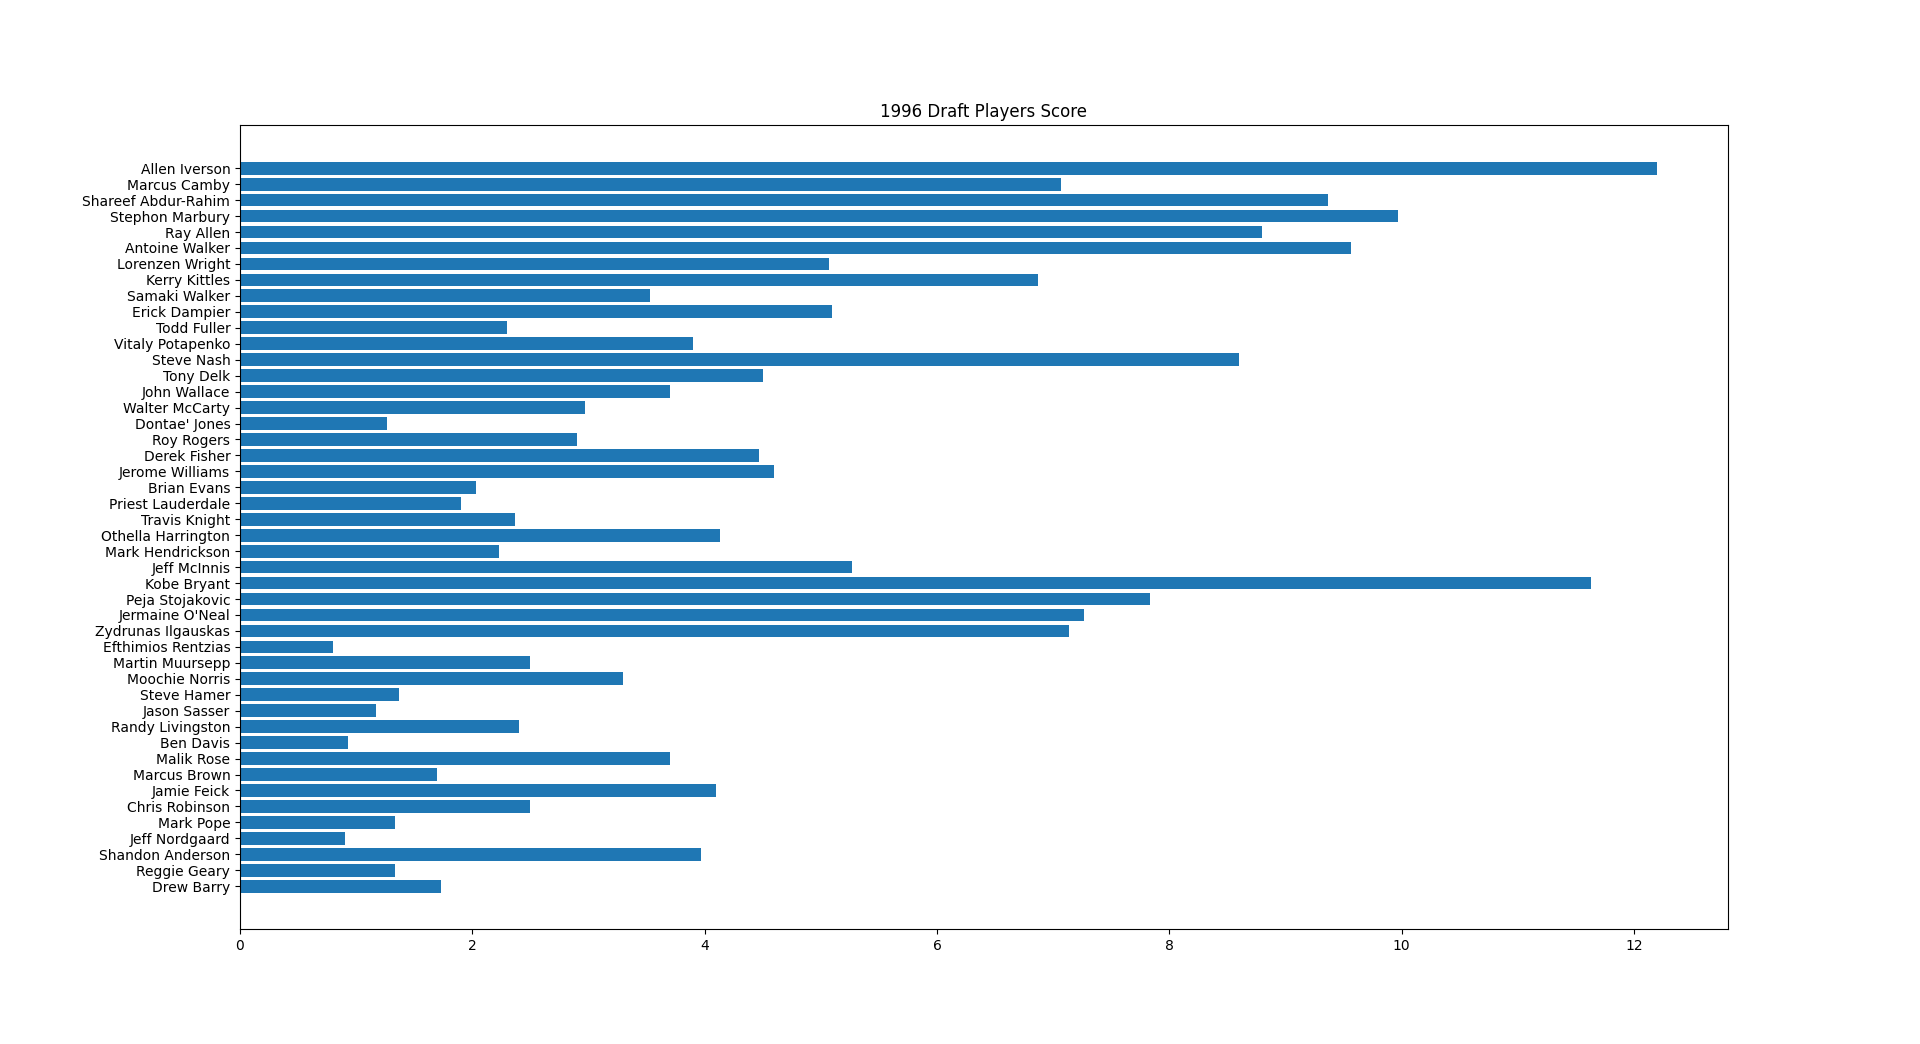 1996 Draft Players Score
Allen Iverson
Marcus Camby
Shareef Abdur-Rahim
Stephon Marbury
Ray Allen
Antoine Walker
Lorenzen Wright
Kerry Kittles
Samaki Walker
Erick Dampier
Todd Fuller
Vitaly Potapenko
Steve Nash
Tony Delk
John Wallace
Walter McCarty
Dontae' Jones
Roy Rogers
Derek Fisher
Jerome Williams
Brian Evans
Priest Lauderdale
Travis Knight
Othella Harrington
Mark Hendrickson
Jeff McInnis
Kobe Bryant
Peja Stojakovic
Jermaine O'Neal
Zydrunas Ilgauskas
Efthimios Rentzias
Martin Muursepp
Moochie Norris
Steve Hamer
Jason Sasser
Randy Livingston
Ben Davis
Malik Rose
Marcus Brown
Jamie Feick
Chris Robinson
Mark Pope
Jeff Nordgaard
Shandon Anderson
Reggie Geary
Drew Barry
0 2 4 6 8 10 12